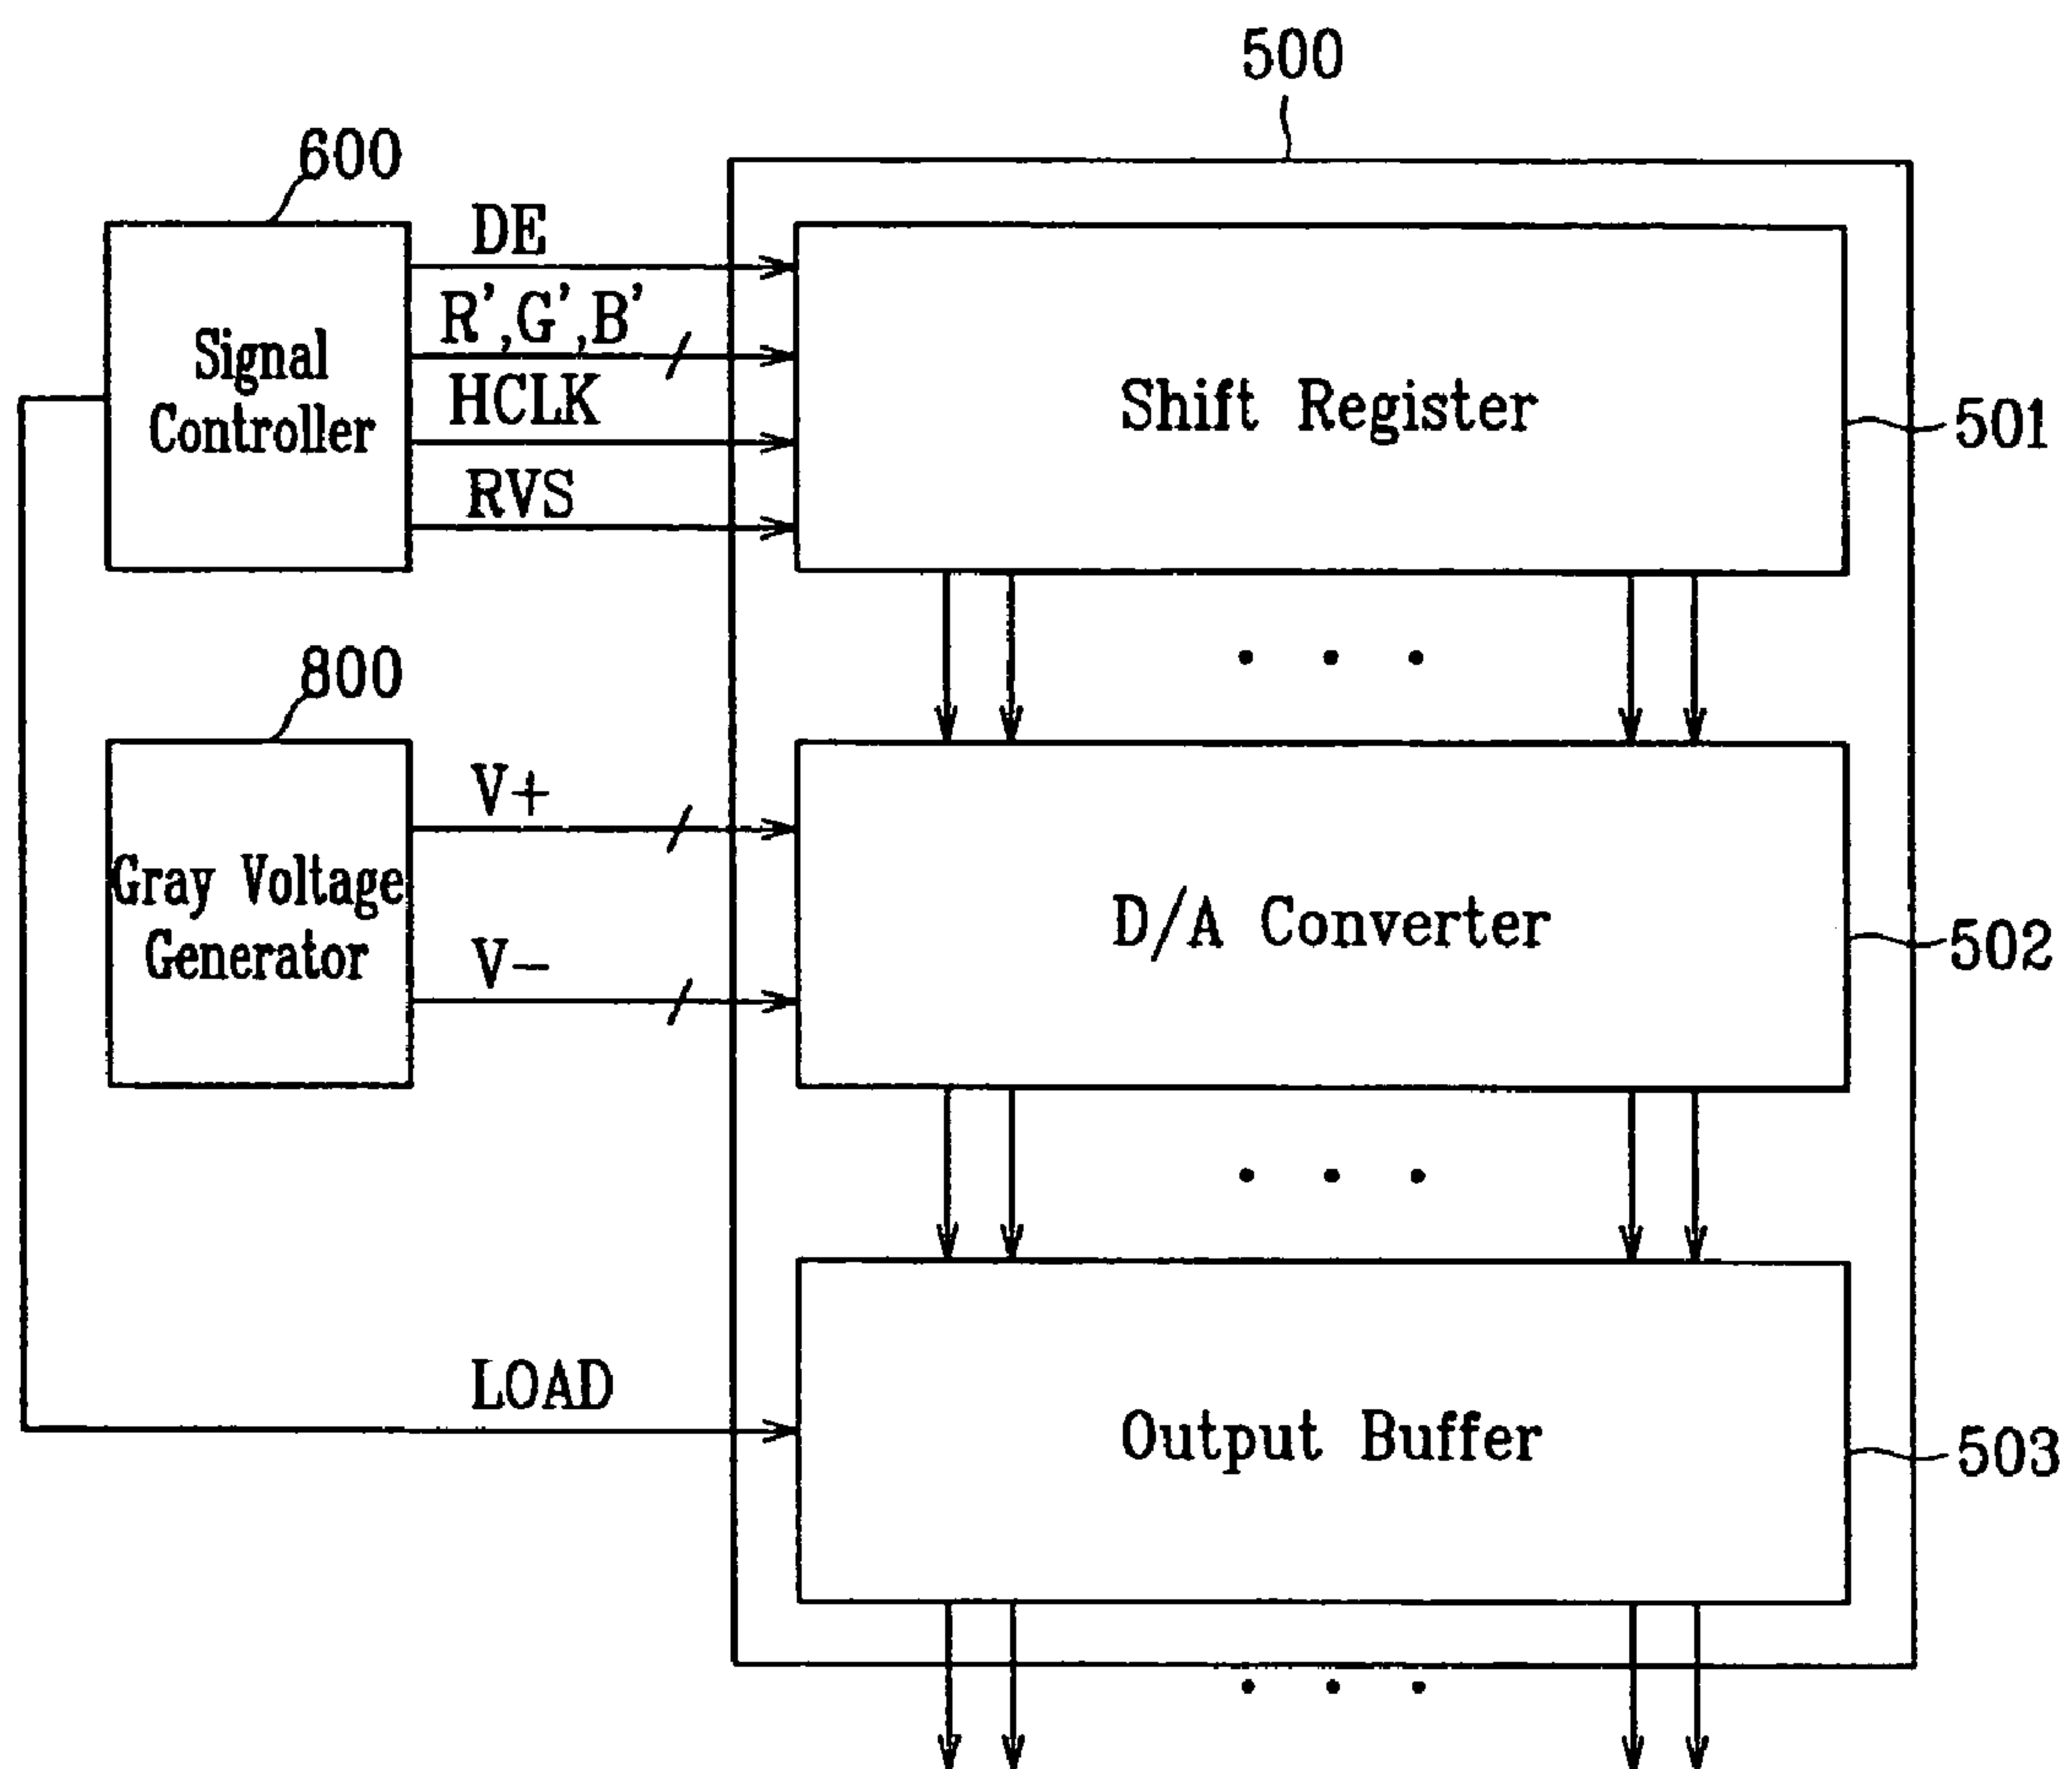 500
600
DE
R',G',B'
HCLK
RVS
Signal
Controller
Shift Register
501
800
V+
Gray Voltage
Generator
V-
D/A Converter
502
LOAD
Output Buffer
503